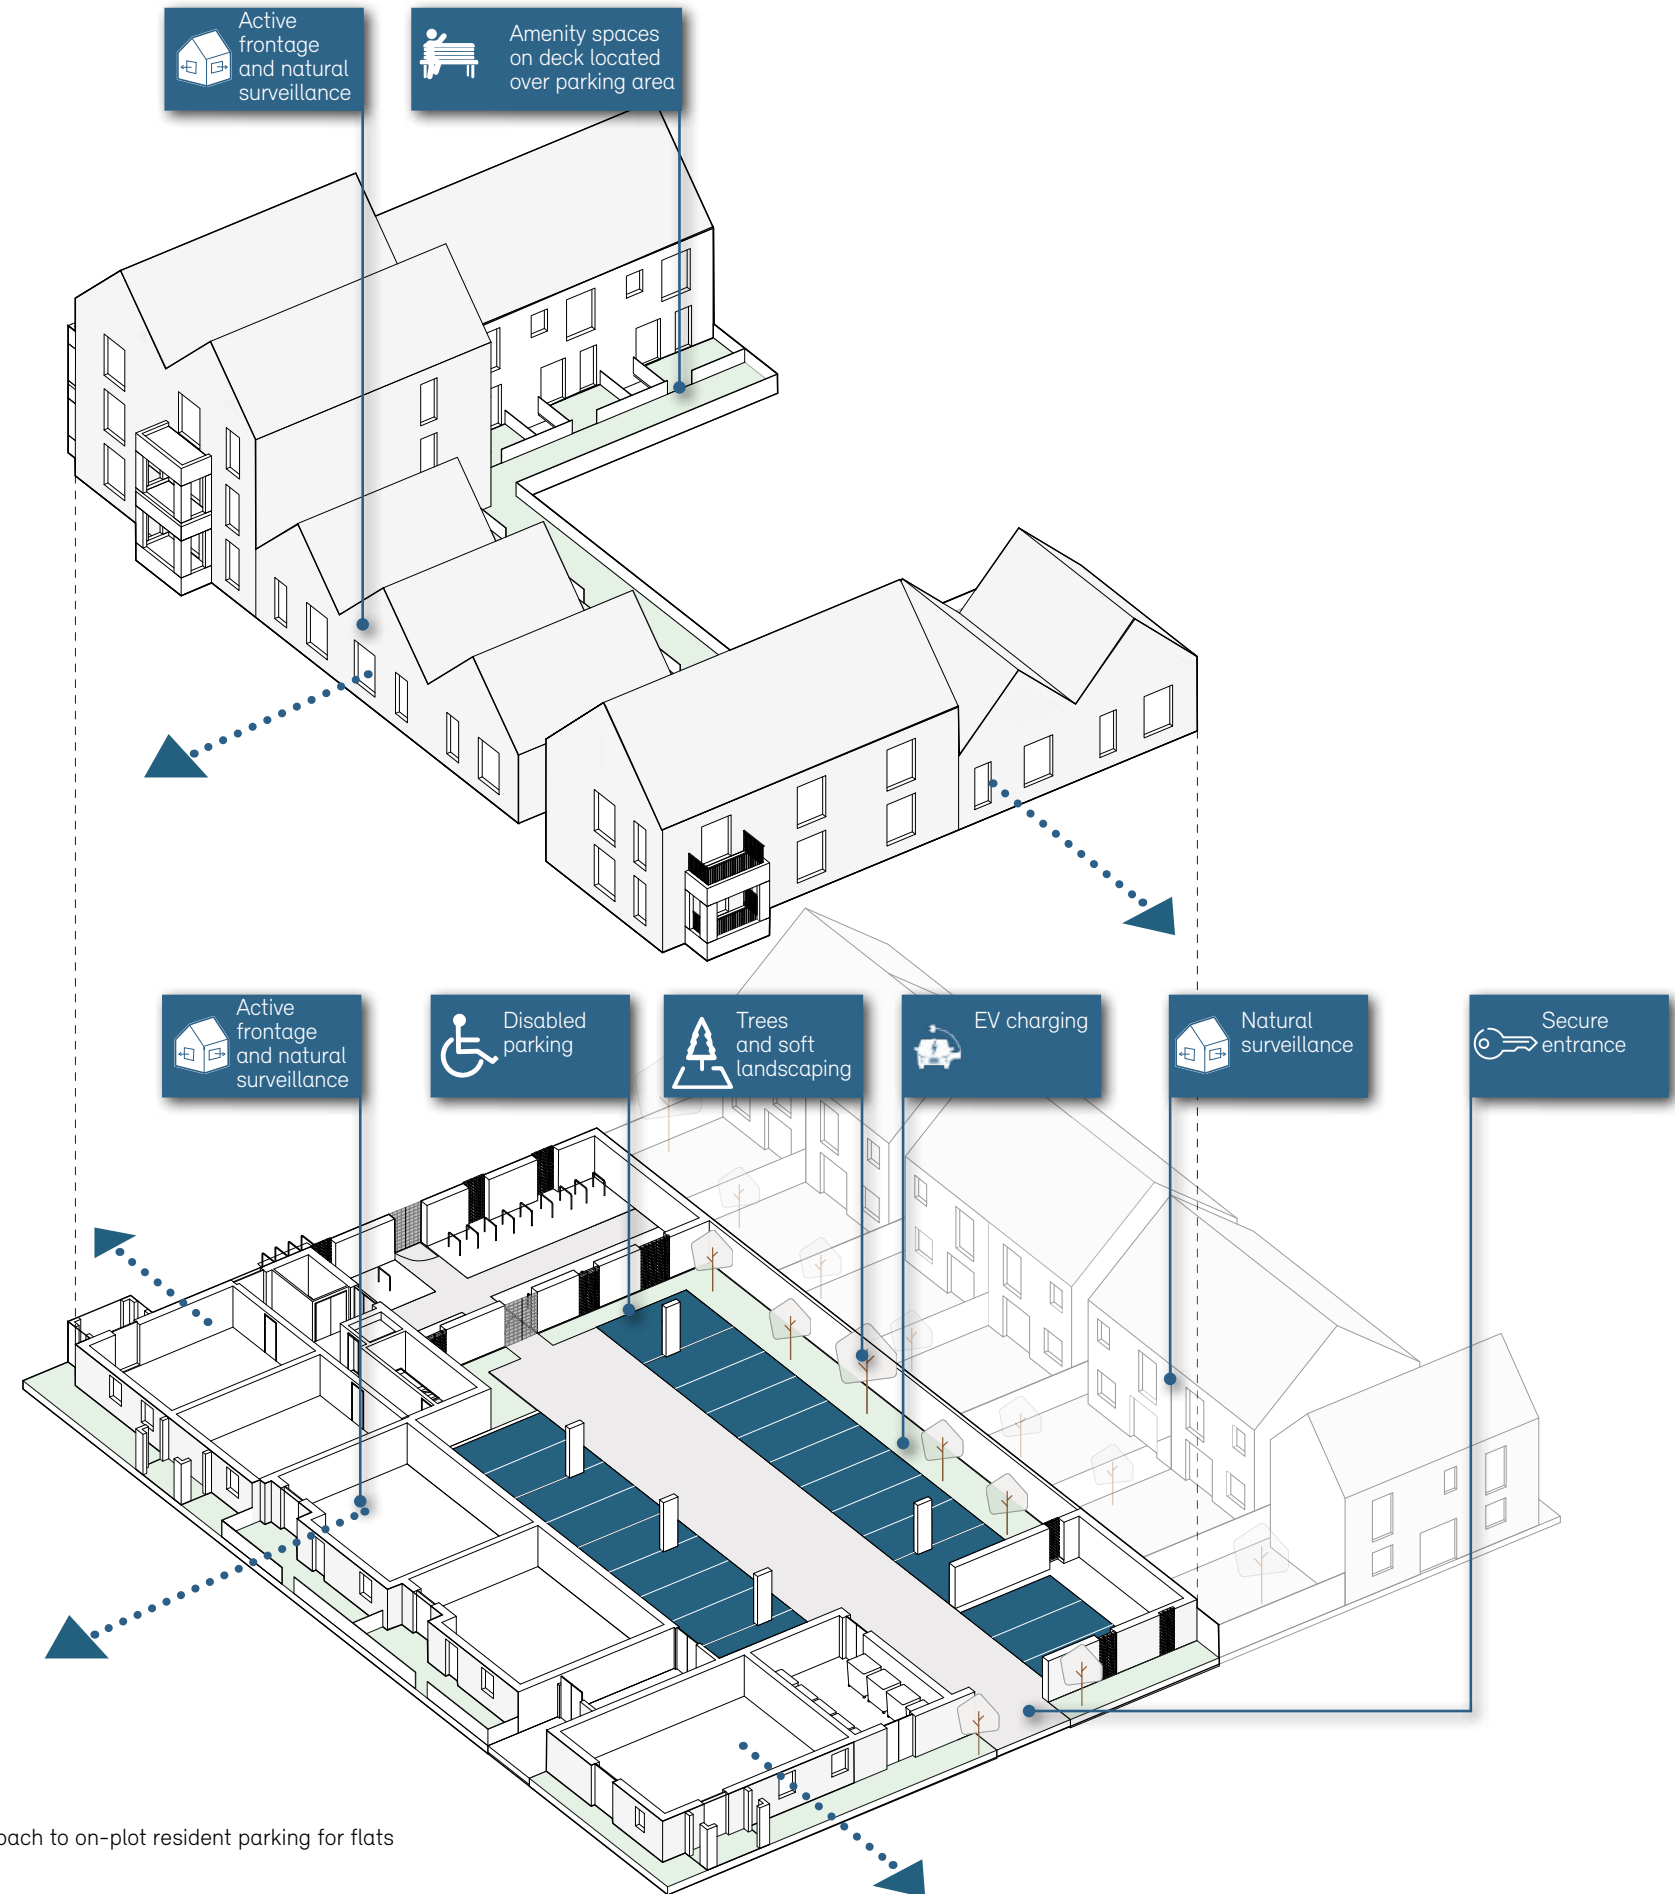 Active
frontage
and natural
surveillance
Amenity spaces
on deck located
over parking area
Active
frontage
and natural
surveillance
Disabled
parking
Trees
and soft
landscaping
EV charging
Natural
surveillance
Secure
entrance
to on-plot resident parking for flats